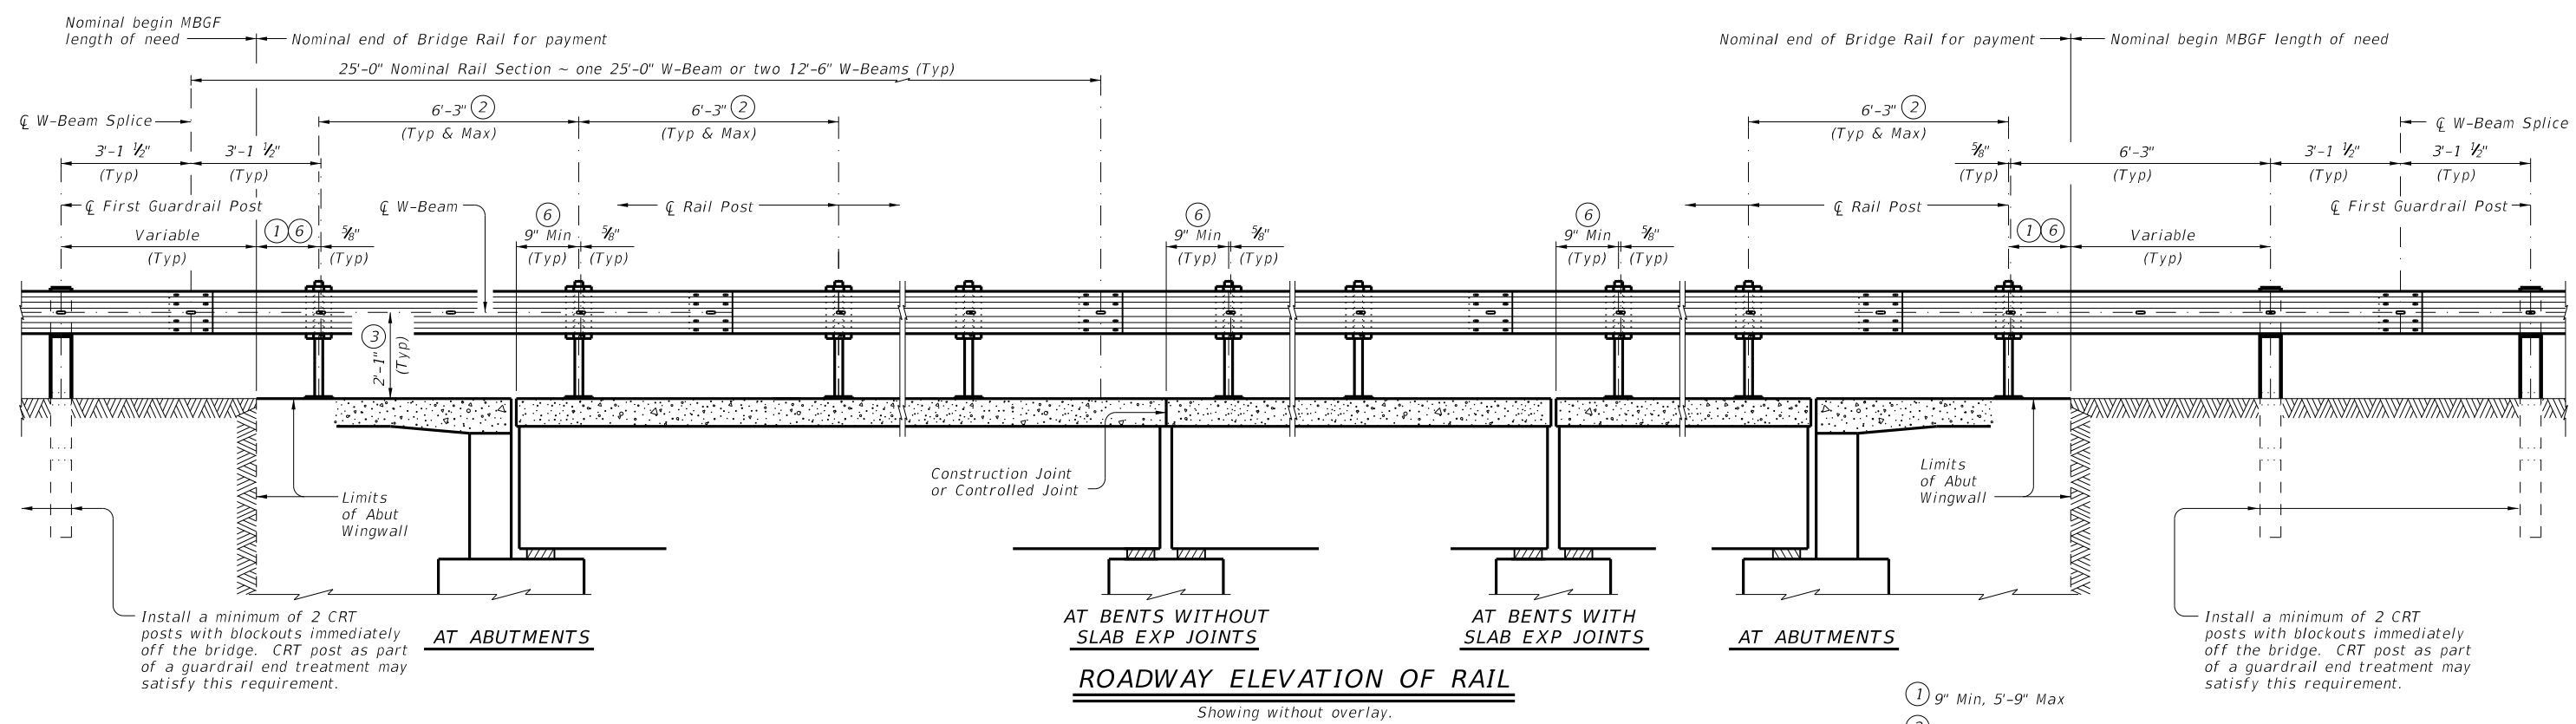 Nominal begin MBGF
length of need
Nominal end of Bridge Rail for payment
Nominal end of Bridge Rail for payment
Nominal begin MBGF length of need
25'-0" Nominal Rail Section ~ one 25'-0" W-Beam or two 12'-6" W-Beams (Typ)
6'-3" 2
(Typ & Max)
6'-3" 2
(Typ & Max)
6'-3" 2
(Typ & Max)
℄ W-Beam Splice
℄ W-Beam Splice
3'-1 ½"
(Typ)
3'-1 ½"
(Typ)
⅝"
(Typ)
6'-3"
(Typ)
3'-1 ½"
(Typ)
3'-1 ½"
(Typ)
℄ First Guardrail Post
℄ W-Beam
℄ Rail Post
℄ Rail Post
℄ First Guardrail Post
Variable
(Typ)
1 6
⅝"
(Typ)
6
9" Min
(Typ)
⅝"
(Typ)
6
9" Min
(Typ)
⅝"
(Typ)
6
9" Min
(Typ)
⅝"
(Typ)
1 6
Variable
(Typ)
2'-1" 3
(Typ)
Limits
of Abut
Wingwall
Construction Joint
or Controlled Joint
Limits
of Abut
Wingwall
Install a minimum of 2 CRT
posts with blockouts immediately
off the bridge. CRT post as part
of a guardrail end treatment may
satisfy this requirement.
AT ABUTMENTS
AT BENTS WITHOUT
SLAB EXP JOINTS
AT BENTS WITH
SLAB EXP JOINTS
AT ABUTMENTS
Install a minimum of 2 CRT
posts with blockouts immediately
off the bridge. CRT post as part
of a guardrail end treatment may
satisfy this requirement.
ROADWAY ELEVATION OF RAIL
Showing without overlay.
1 9" Min, 5'-9" Max